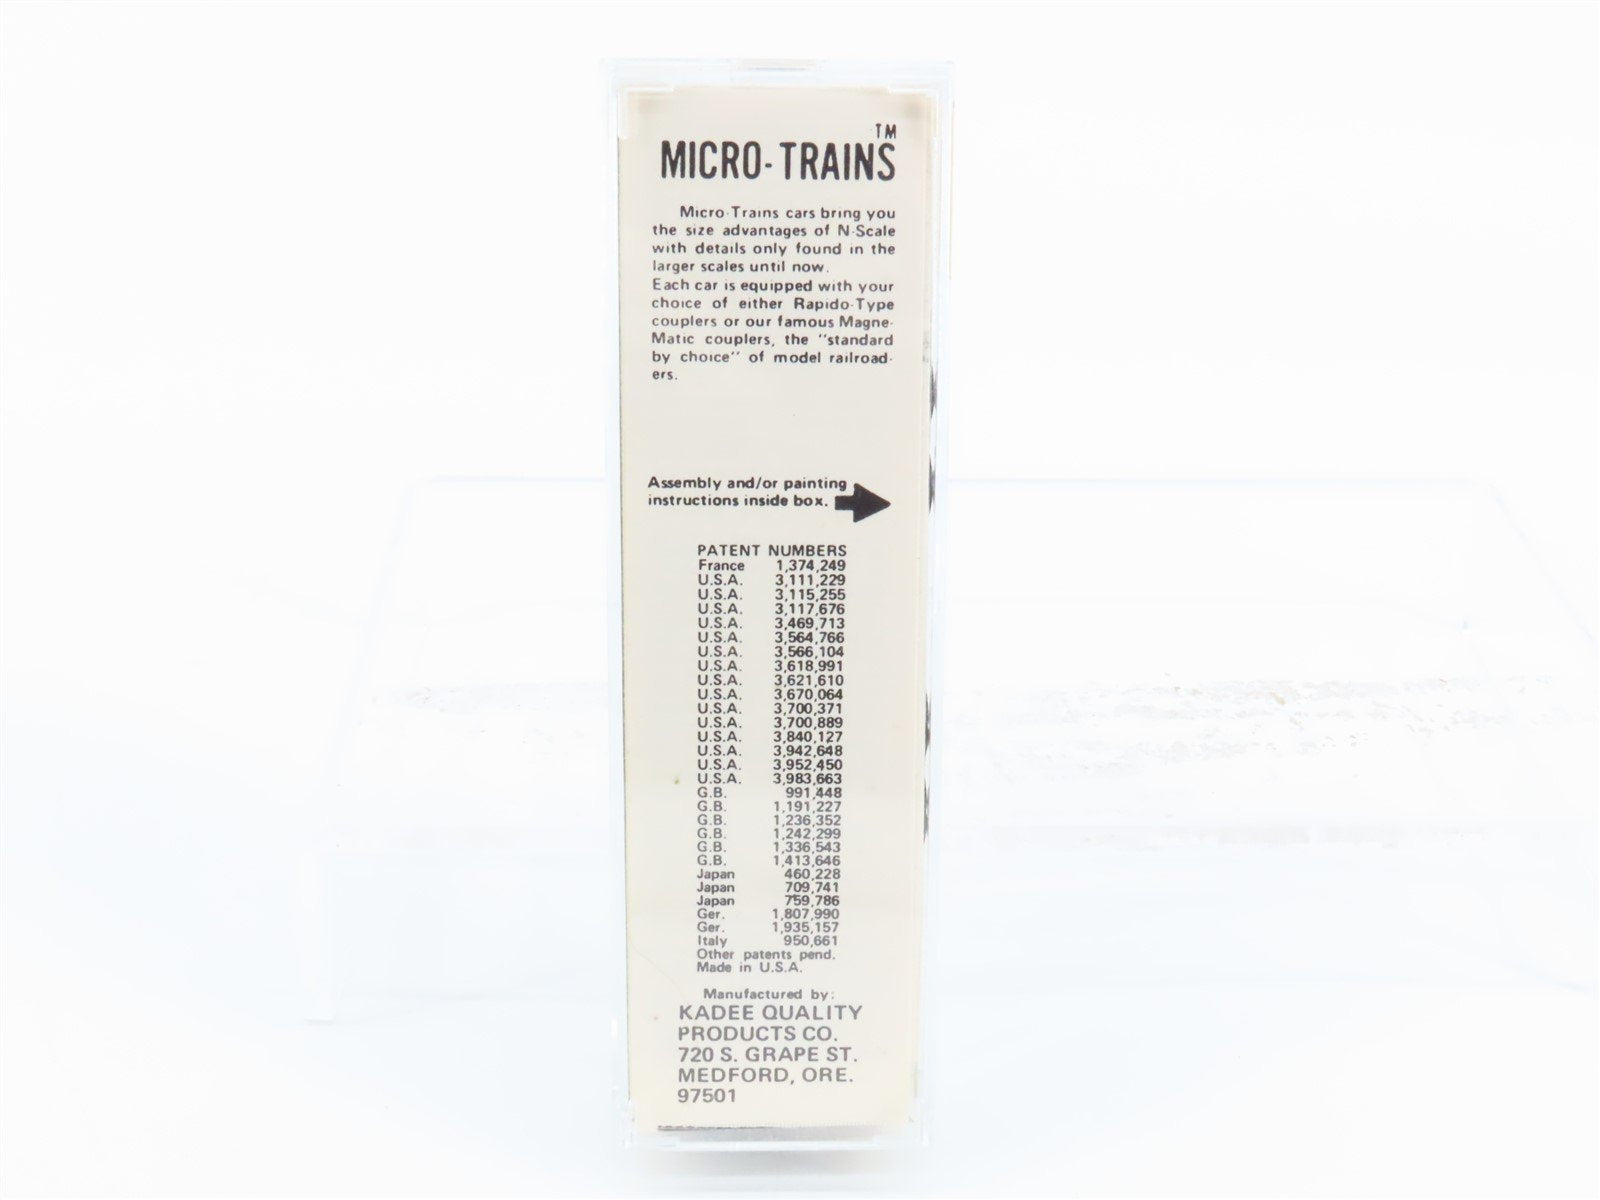 MICRO-TRAINS™
Micro-Trains cars bring you
the size advantages of N-Scale
with details only found in the
larger scales until now.
Each car is equipped with your
choice of either Rapido-Type
couplers or our famous Magne-
Matic couplers, the "standard
by choice" of model railroad-
ers.
Assembly and/or painting
instructions inside box.
PATENT NUMBERS
France 1,374,249
U.S.A. 3,111,229
U.S.A. 3,115,255
U.S.A. 3,117,676
U.S.A. 3,469,713
U.S.A. 3,564,766
U.S.A. 3,566,104
U.S.A. 3,618,991
U.S.A. 3,621,610
U.S.A. 3,670,064
U.S.A. 3,700,371
U.S.A. 3,700,889
U.S.A. 3,840,127
U.S.A. 3,942,648
U.S.A. 3,952,450
U.S.A. 3,983,663
G.B. 991,448
G.B. 1,191,227
G.B. 1,236,352
G.B. 1,242,299
G.B. 1,336,543
G.B. 1,413,646
Japan 460,228
Japan 709,741
Japan 759,786
Ger. 1,807,990
Ger. 1,935,157
Italy 950,661
Other patents pend.
Made in U.S.A.
Manufactured by:
KADEE QUALITY
PRODUCTS CO.
720 S. GRAPE ST.
MEDFORD, ORE.
97501